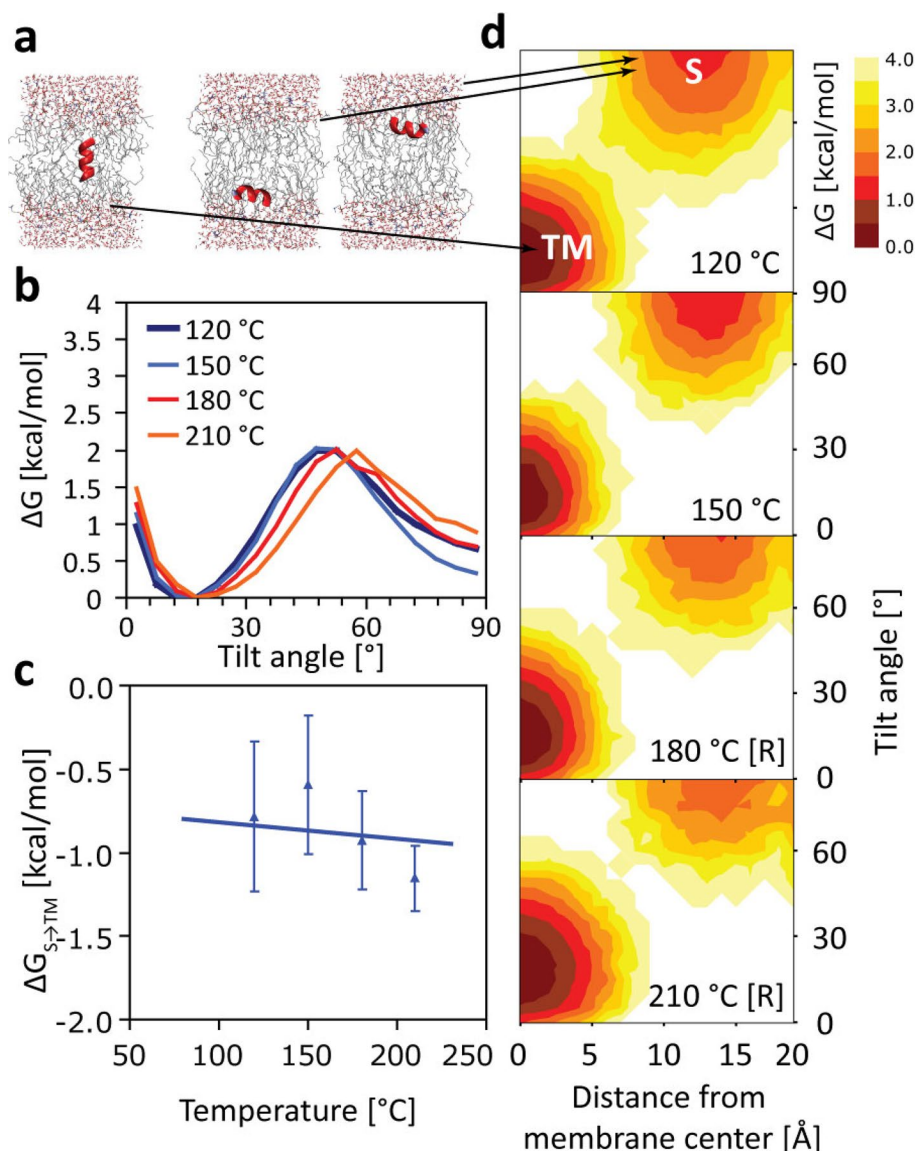 a
b
4
3.5
3
2.5
2
1.5
1
0.5
0
ΔG [kcal/mol]
120 °C
150 °C
180 °C
210 °C
0
30
60
90
Tilt angle [°]
c
0.0
-0.5
-1.0
-1.5
-2.0
ΔG S→TM [kcal/mol]
50
100
150
200
250
Temperature [°C]
d
S
TM
120 °C
4.0
3.0
2.0
1.0
0.0
ΔG [kcal/mol]
90
60
30
0
150 °C
60
30
0
180 °C [R]
60
30
0
210 °C [R]
Tilt angle [°]
0
5
10
15
20
Distance from
membrane center [Å]